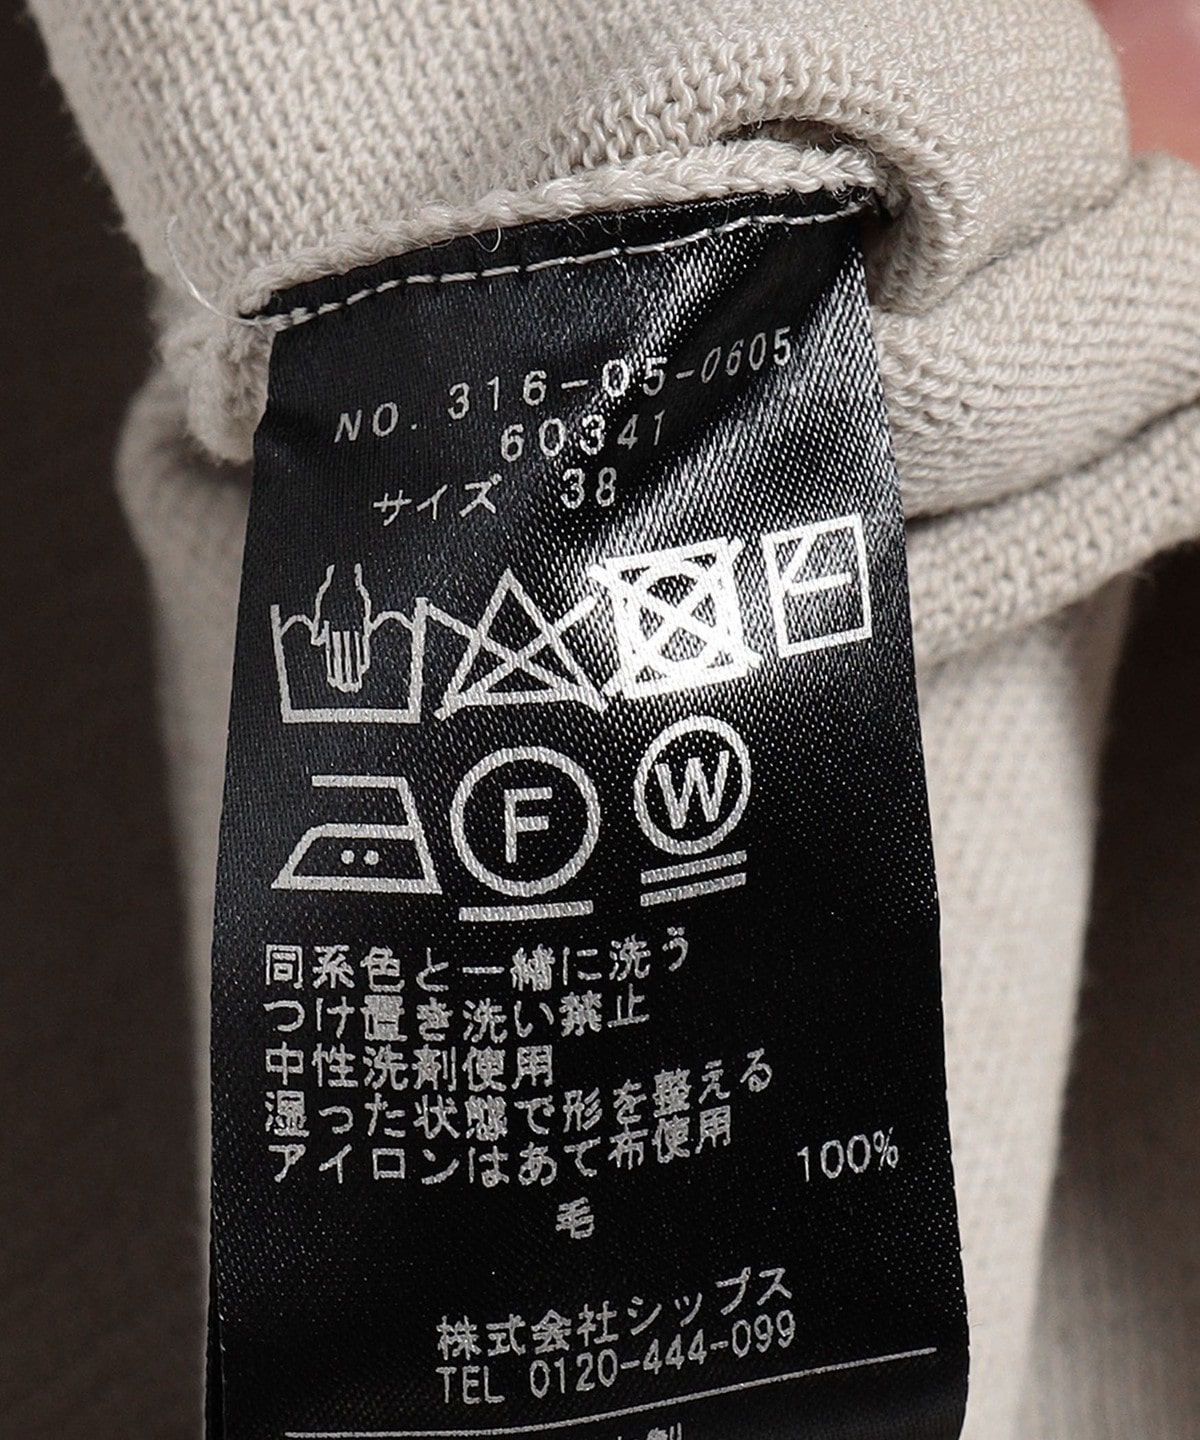 NO. 316-05-0605
60341
サイズ 38
F
W
同系色と一緒に洗う
つけ置き洗い禁止
中性洗剤使用
湿った状態で形を整える
アイロンはあて布使用
毛 100%
株式会社シップス
TEL 0120-444-099